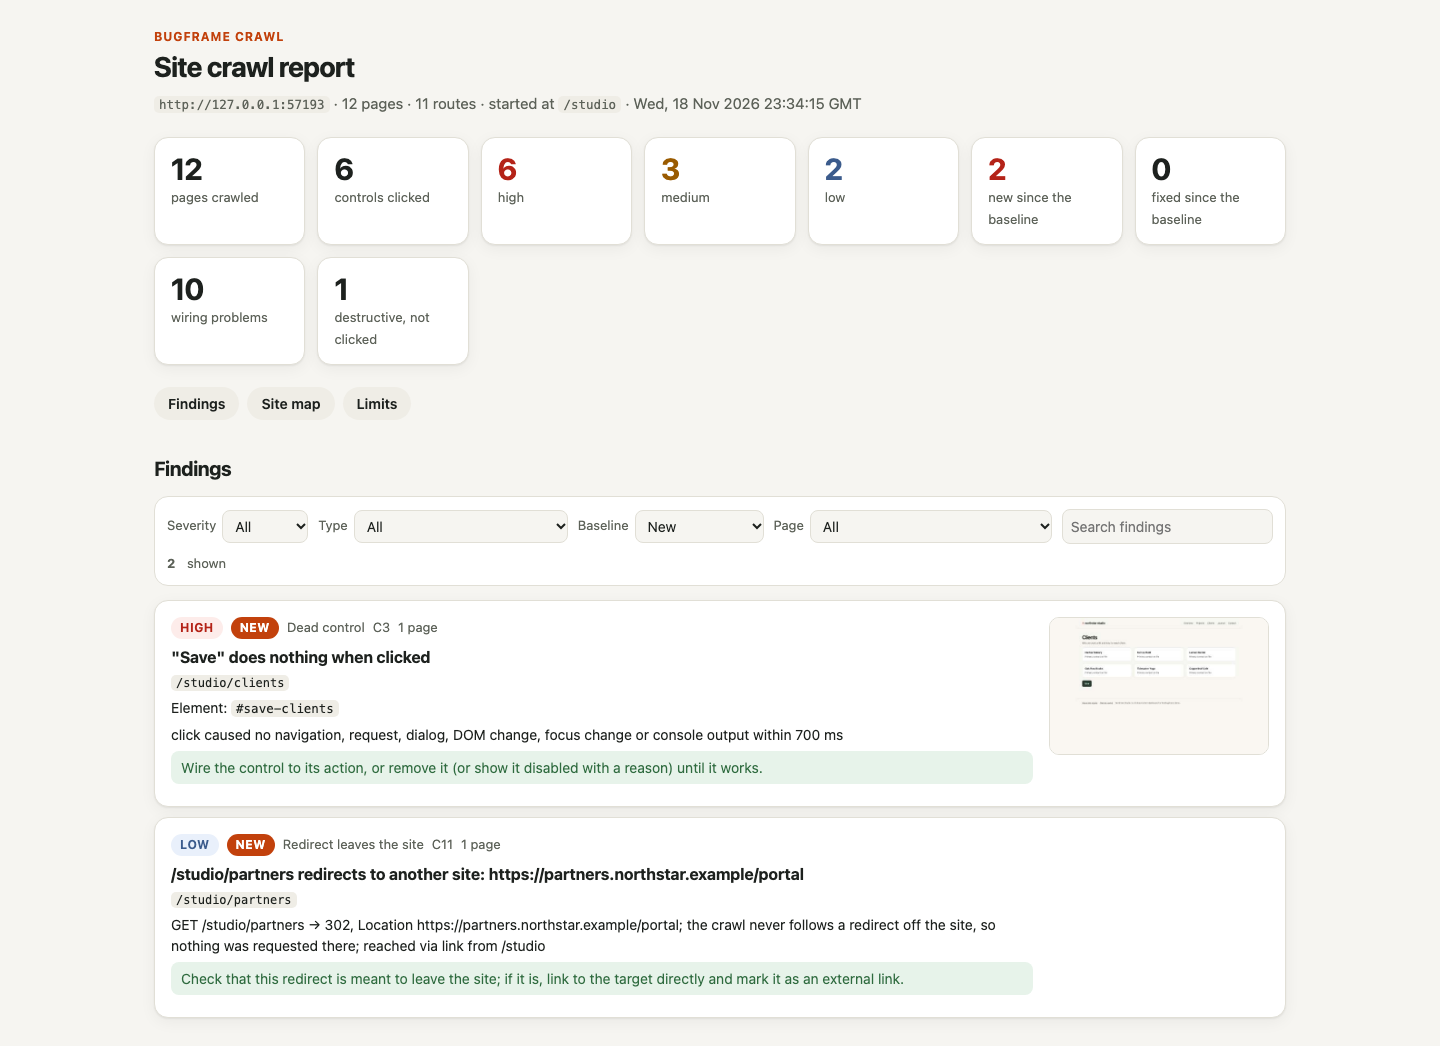 BUGFRAME CRAWL
Site crawl report
http://127.0.0.1:57193 · 12 pages · 11 routes · started at /studio · Wed, 18 Nov 2026 23:34:15 GMT
12
pages crawled
6
controls clicked
6
high
3
medium
2
low
2
new since the
baseline
0
fixed since the
baseline
10
wiring problems
1
destructive, not
clicked
Findings
Site map
Limits
Findings
Severity All Type All Baseline New Page All Search findings
2 shown
HIGH NEW Dead control C3 1 page
"Save" does nothing when clicked
/studio/clients
Element: #save-clients
click caused no navigation, request, dialog, DOM change, focus change or console output within 700 ms
Wire the control to its action, or remove it (or show it disabled with a reason) until it works.
Clients
LOW NEW Redirect leaves the site C11 1 page
/studio/partners redirects to another site: https://partners.northstar.example/portal
/studio/partners
GET /studio/partners → 302, Location https://partners.northstar.example/portal; the crawl never follows a redirect off the site, so
nothing was requested there; reached via link from /studio
Check that this redirect is meant to leave the site; if it is, link to the target directly and mark it as an external link.